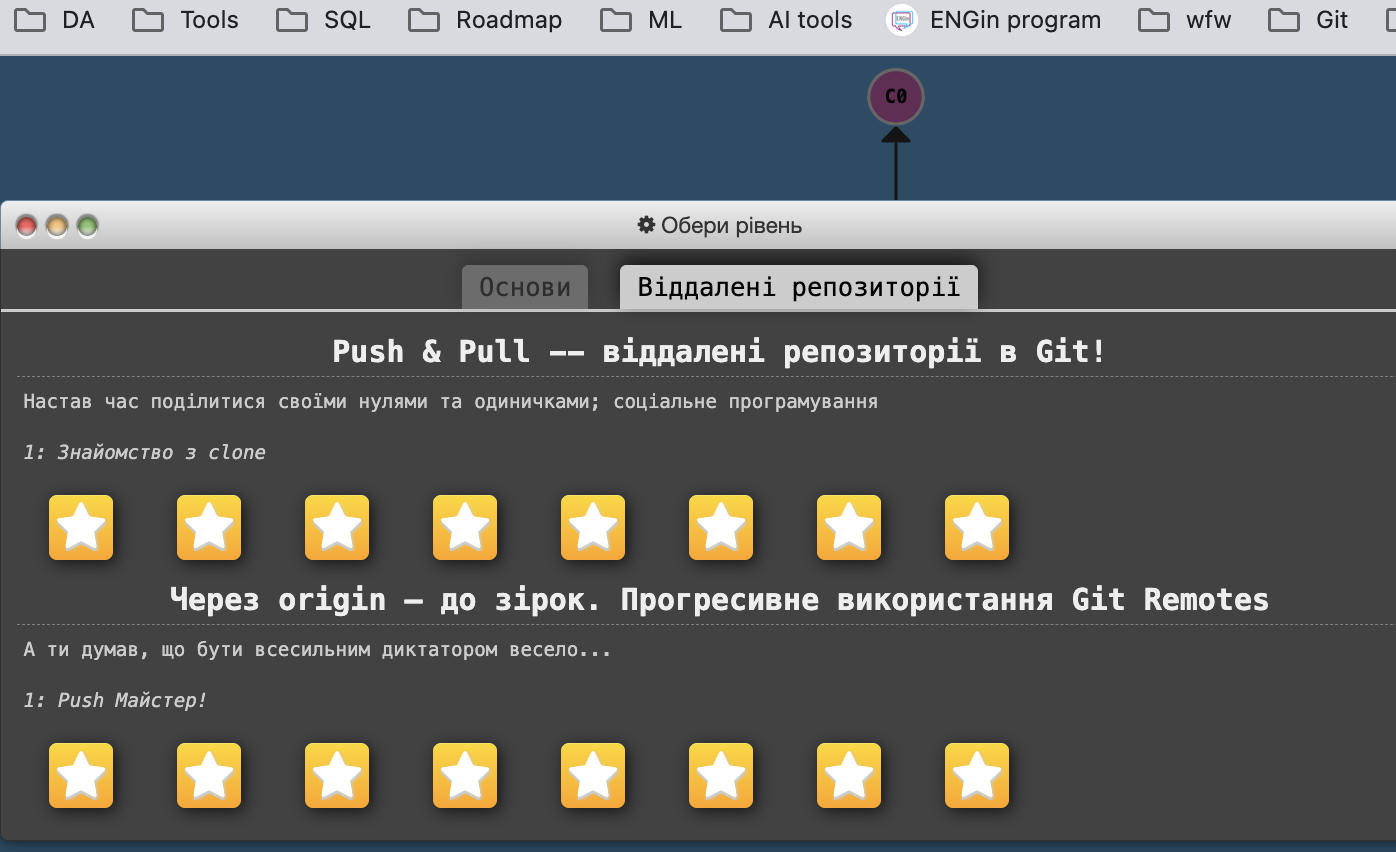 DA Tools SQL Roadmap ML AI tools ENGin program wfw Git
C0
Обери рівень
Основи Віддалені репозиторії
Push & Pull -- віддалені репозиторії в Git!
Настав час поділитися своїми нулями та одиничками; соціальне програмування
1: Знайомство з clone
Через origin – до зірок. Прогресивне використання Git Remotes
А ти думав, що бути всесильним диктатором весело...
1: Push Майстер!